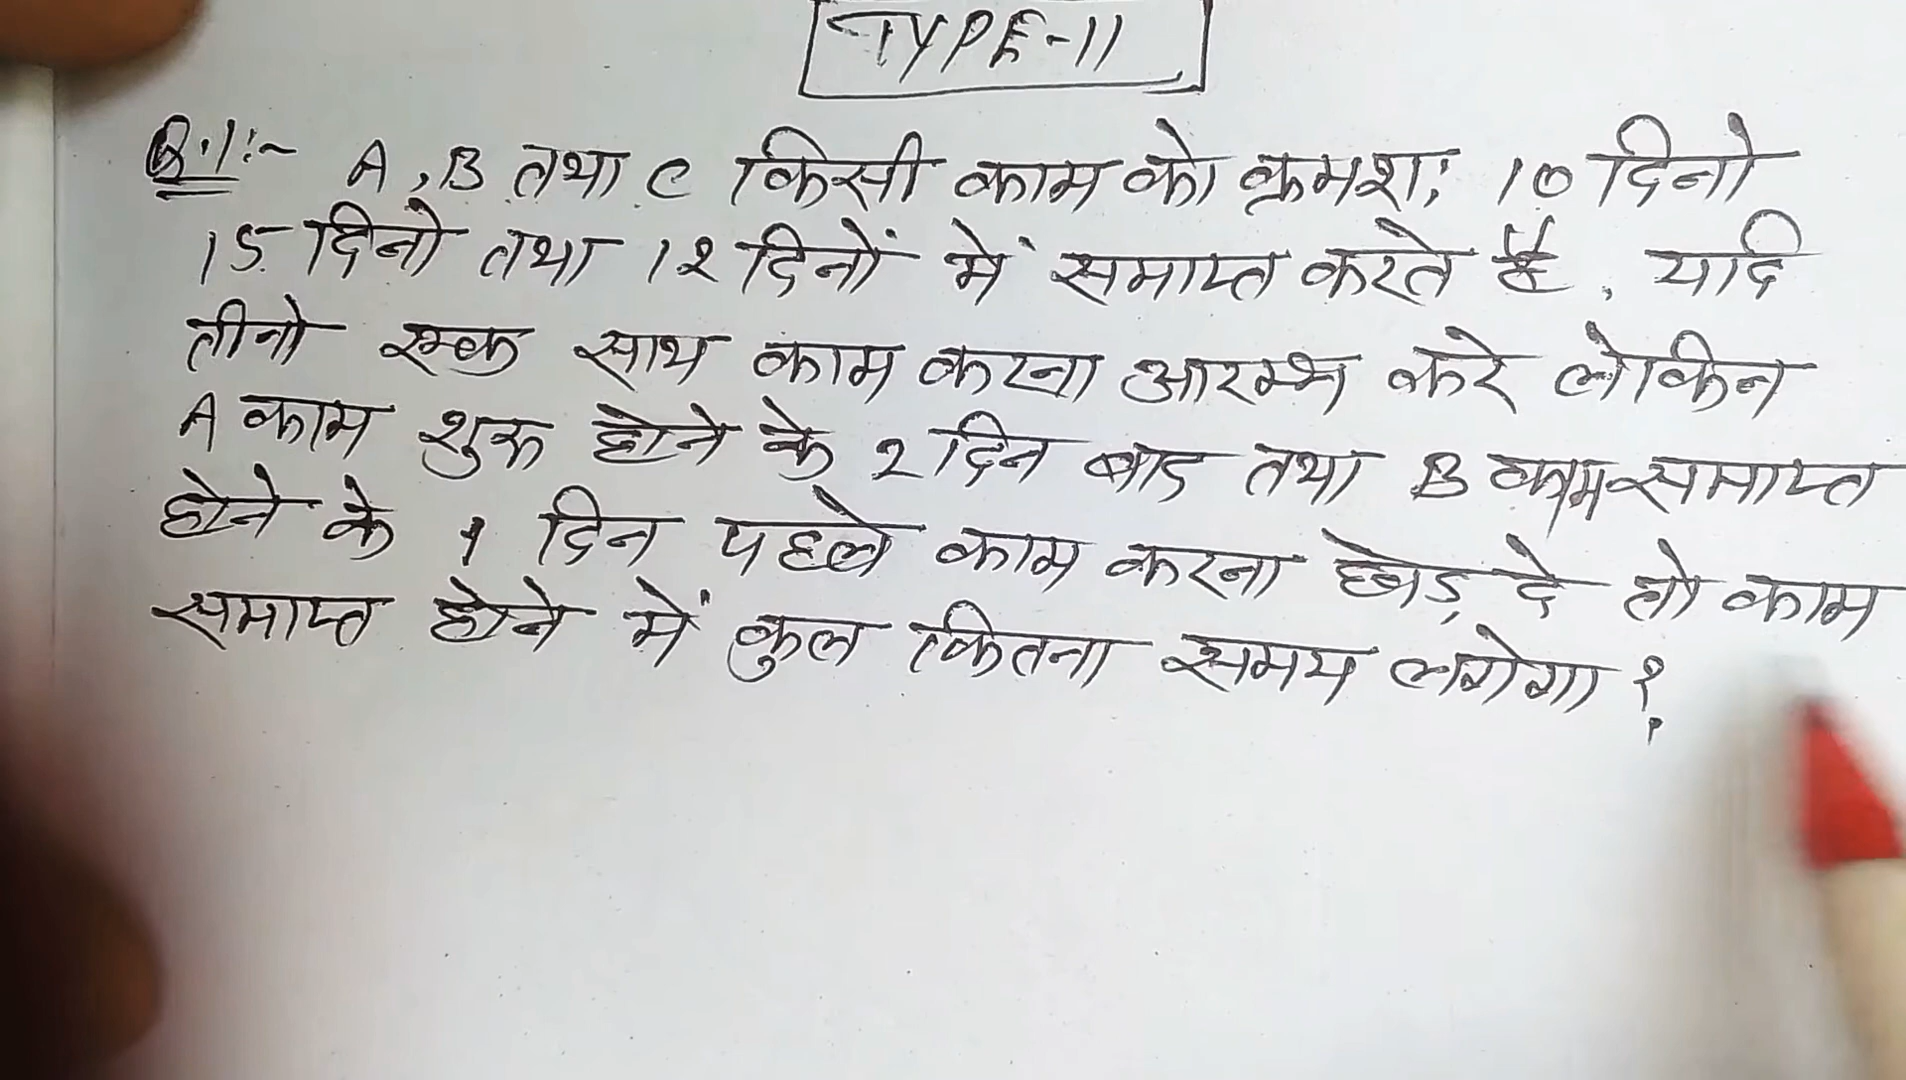 TYPE-11
Q.1:- A, B तथा C किसी काम को क्रमश: 10 दिनो
15 दिनो तथा 12 दिनों में समाप्त करते है, यदि
तीनो एक साथ काम करना आरम्भ करे लेकिन
A काम शुरू होने के 2 दिन बाद तथा B काम समाप्त
होने के 1 दिन पहले काम करना छोड़ दे तो काम
समाप्त होने में कुल कितना समय लगेगा ?